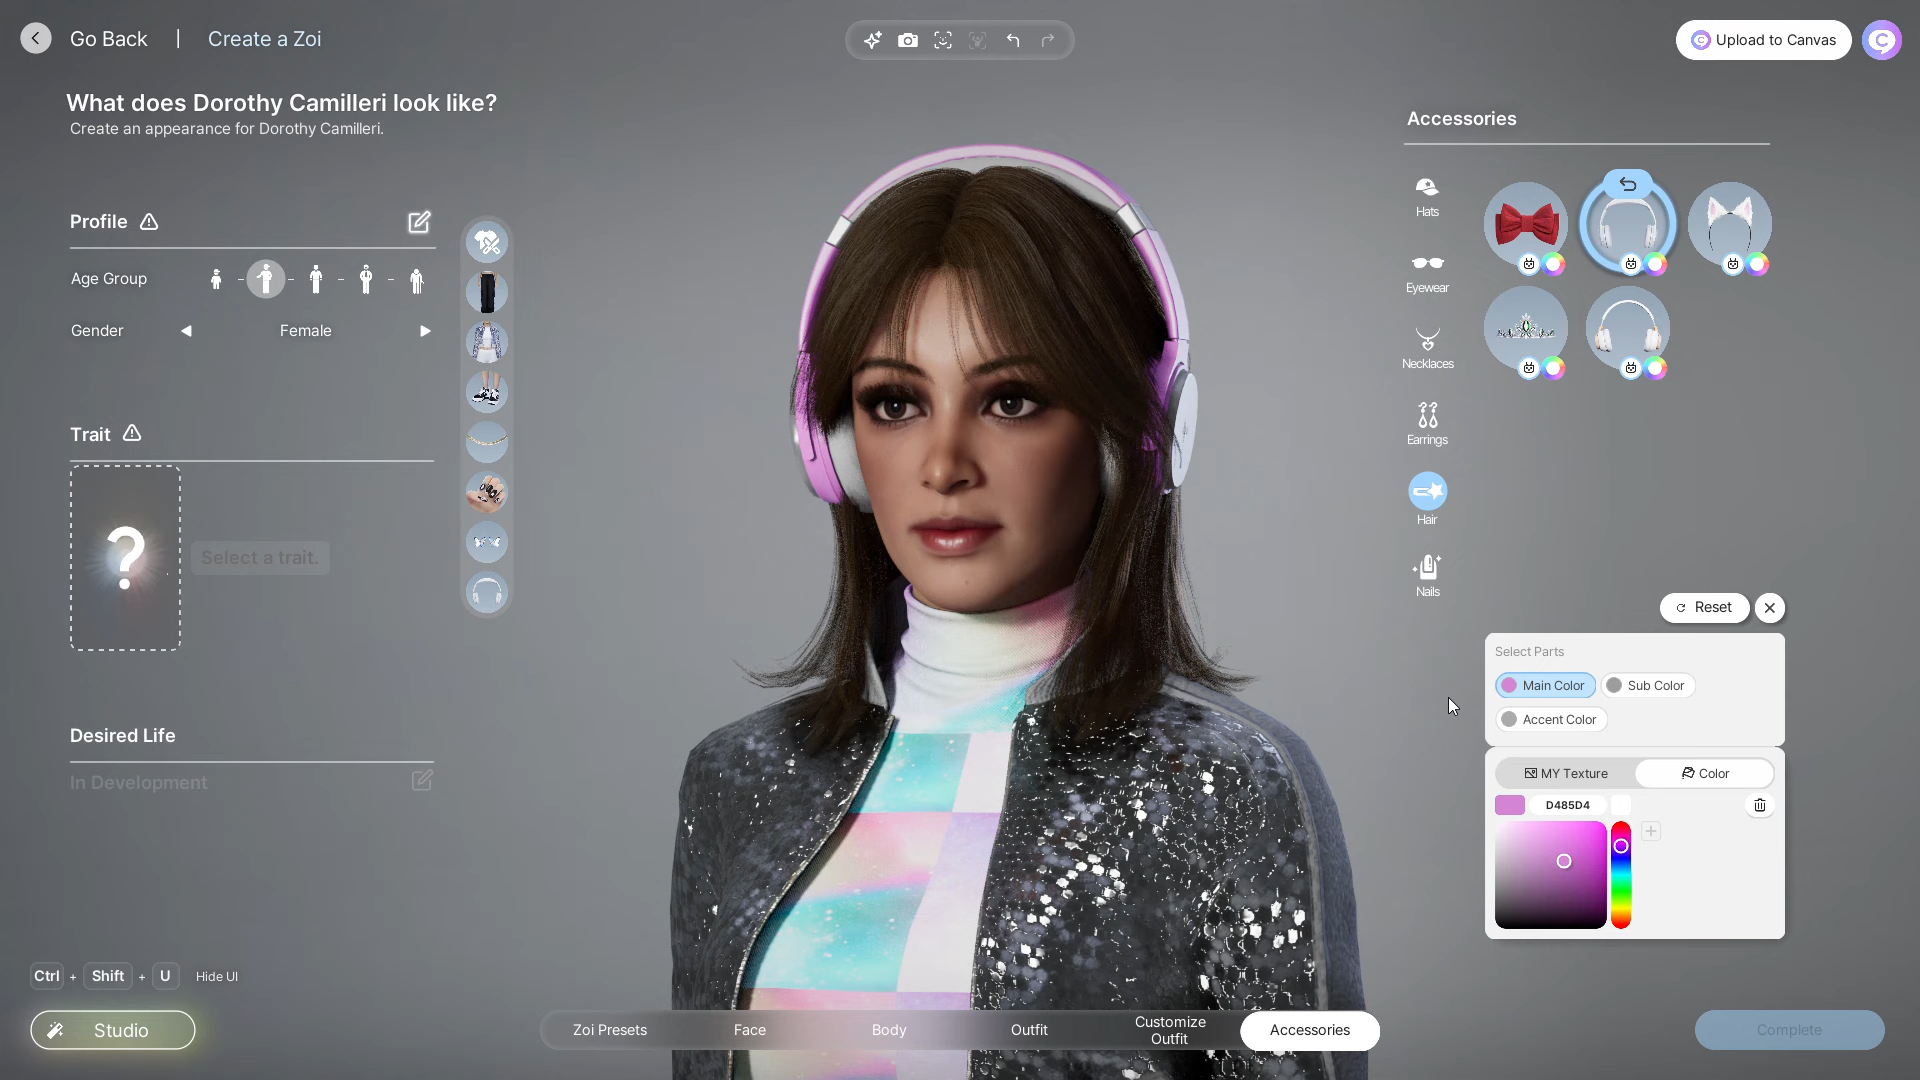 Go Back | Create a Zoi
Upload to Canvas
What does Dorothy Camilleri look like?
Create an appearance for Dorothy Camilleri.
Profile
Age Group
Gender
Female
Trait
?
Select a trait.
Desired Life
In Development
Ctrl + Shift + U Hide UI
Studio
Zoi Presets
Face
Body
Outfit
Customize
Outfit
Accessories
Accessories
Hats
Eyewear
Necklaces
Earrings
Hair
Nails
Reset
Select Parts
Main Color
Sub Color
Accent Color
MY Texture
Color
D485D4
Complete